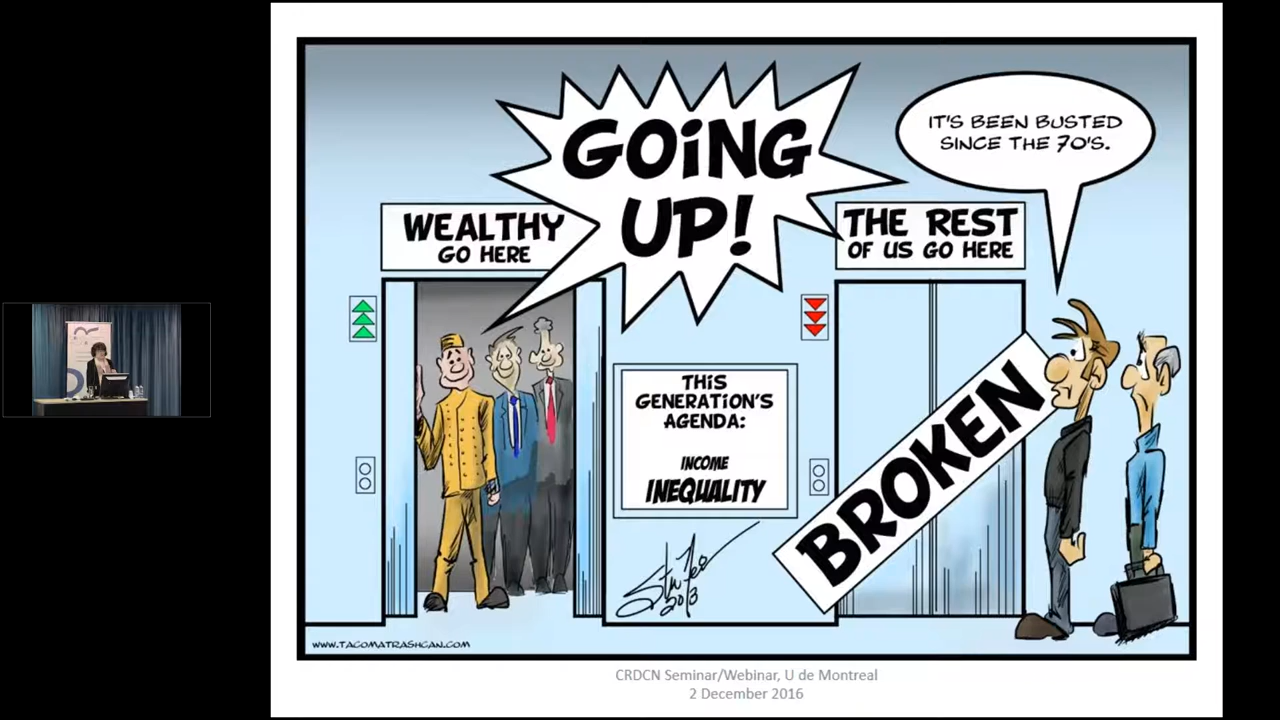 GOiNG
UP!
IT'S BEEN BUSTED
SINCE THE 70'S.
WEALTHY
GO HERE
THE REST
OF US GO HERE
THiS
GENERATiON'S
AGENDA:
iNCOME
INEQUALiTY
BROKEN
2013
WWW.TACOMATRASHCAN.COM
CRDCN Seminar/Webinar, U de Montreal
2 December 2016